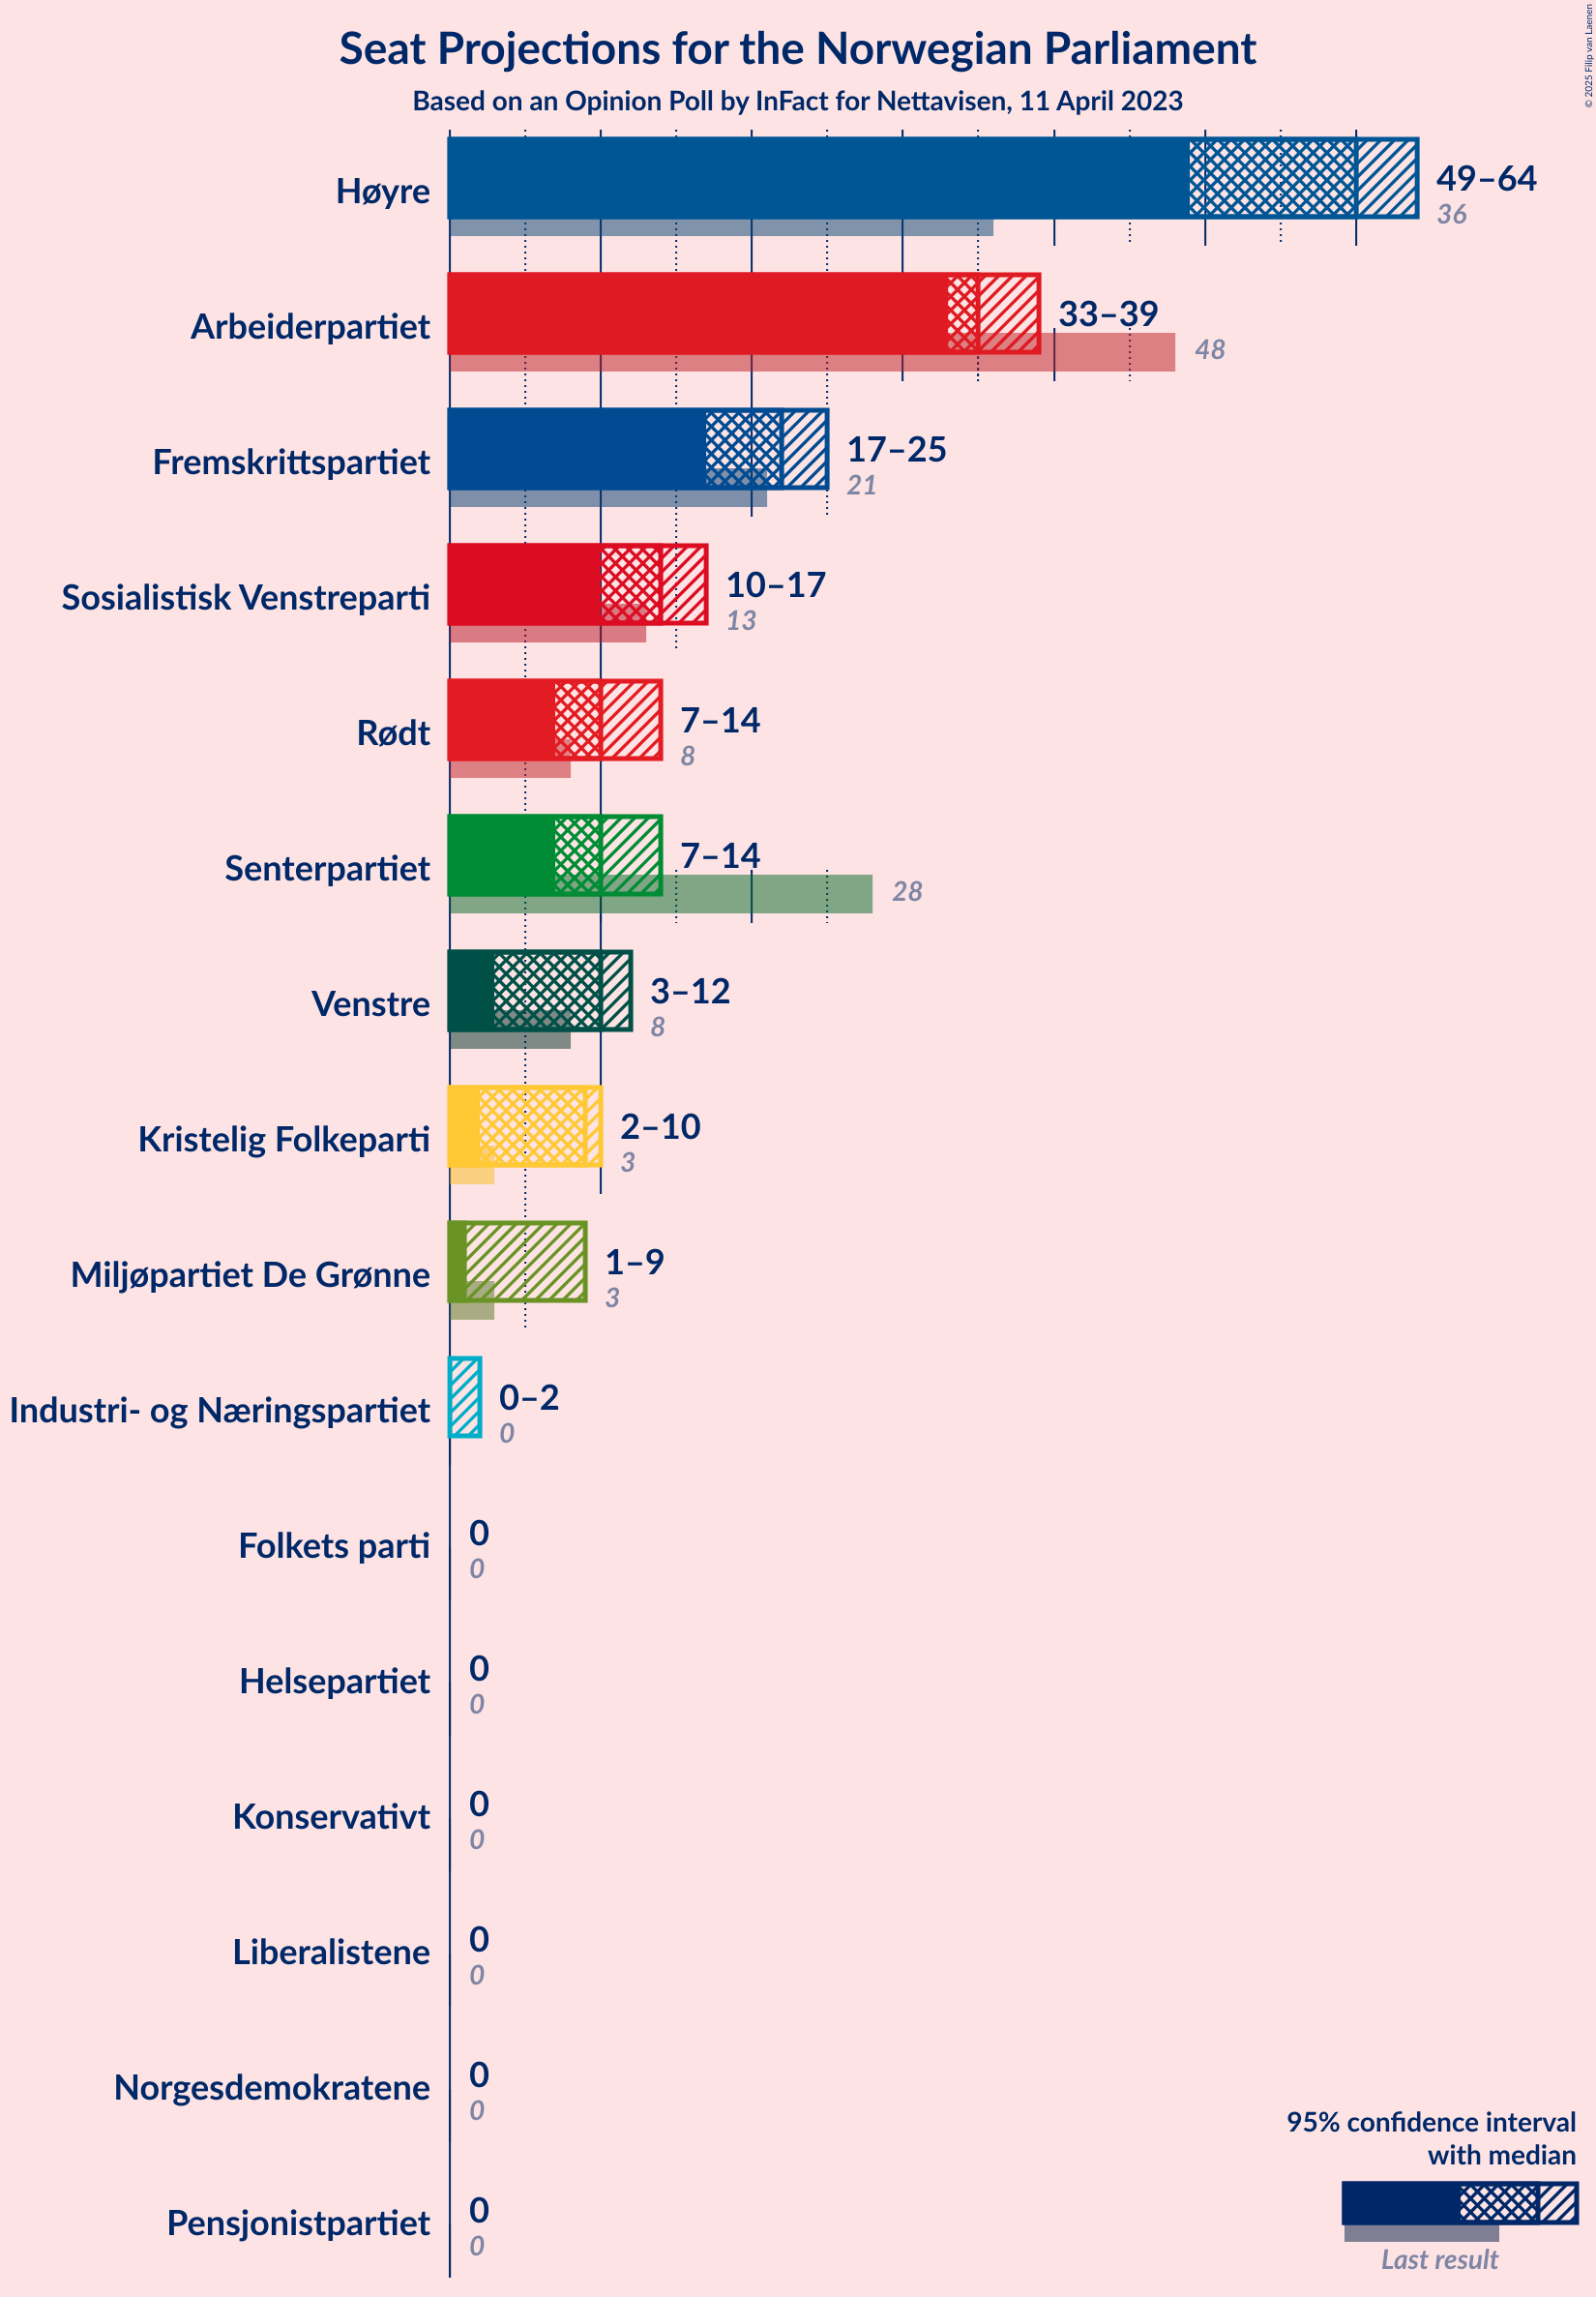 © 2025 Filip van Laenen
Seat Projections for the Norwegian Parliament
Based on an Opinion Poll by InFact for Nettavisen, 11 April 2023
Høyre
49–64
36
Arbeiderpartiet
33–39
48
Fremskrittspartiet
17–25
21
Sosialistisk Venstreparti
10–17
13
Rødt
7–14
8
Senterpartiet
7–14
28
Venstre
3–12
8
Kristelig Folkeparti
2–10
3
Miljøpartiet De Grønne
1–9
3
Industri- og Næringspartiet
0–2
0
Folkets parti
0
0
Helsepartiet
0
0
Konservativt
0
0
Liberalistene
0
0
Norgesdemokratene
0
0
Pensjonistpartiet
0
0
95% confidence interval
with median
Last result